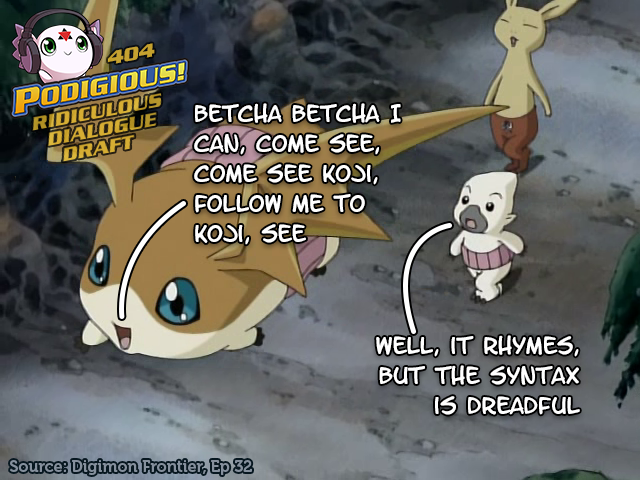 404
PODIGIOUS!
RIDICULOUS
DIALOGUE
DRAFT
BETCHA BETCHA I
CAN, COME SEE,
COME SEE KOJI,
FOLLOW ME TO
KOJI, SEE
WELL, IT RHYMES,
BUT THE SYNTAX
IS DREADFUL
Source: Digimon Frontier, Ep 32